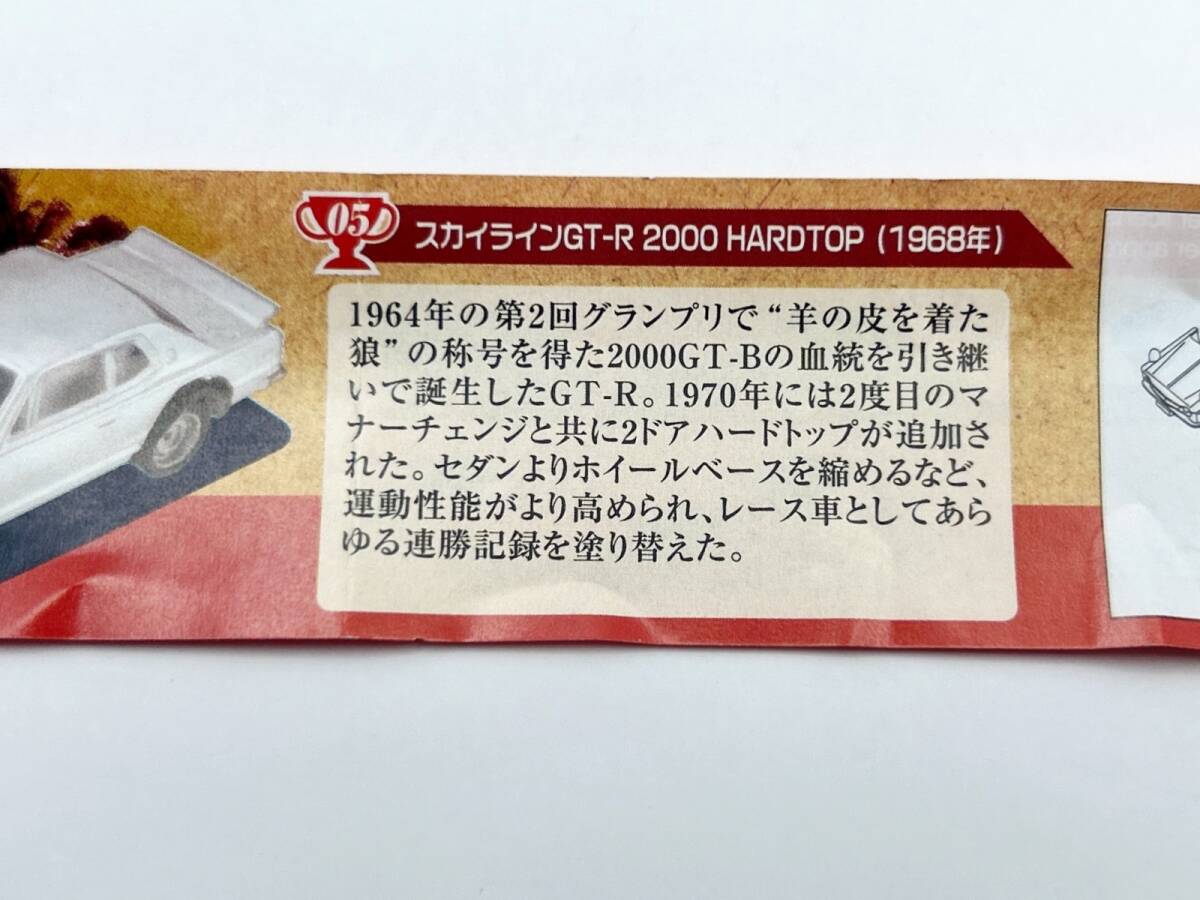 05
スカイラインGT-R 2000 HARDTOP（1968年）
1964年の第2回グランプリで“羊の皮を着た
狼”の称号を得た2000GT-Bの血統を引き継
いで誕生したGT-R。1970年には2度目のマ
ナーチェンジと共に2ドアハードトップが追加さ
れた。セダンよりホイールベースを縮めるなど、
運動性能がより高められ、レース車としてあら
ゆる連勝記録を塗り替えた。